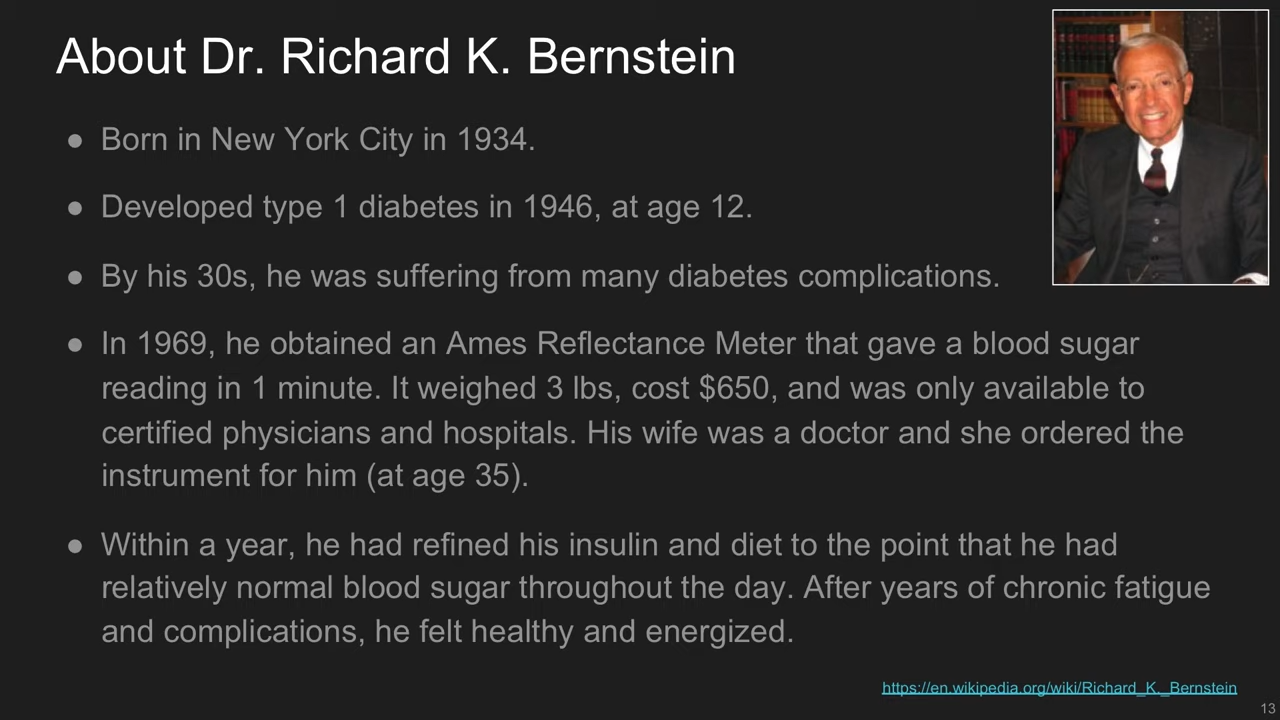 About Dr. Richard K. Bernstein
● Born in New York City in 1934.
● Developed type 1 diabetes in 1946, at age 12.
● By his 30s, he was suffering from many diabetes complications.
● In 1969, he obtained an Ames Reflectance Meter that gave a blood sugar
reading in 1 minute. It weighed 3 lbs, cost $650, and was only available to
certified physicians and hospitals. His wife was a doctor and she ordered the
instrument for him (at age 35).
● Within a year, he had refined his insulin and diet to the point that he had
relatively normal blood sugar throughout the day. After years of chronic fatigue
and complications, he felt healthy and energized.
https://en.wikipedia.org/wiki/Richard_K._Bernstein
13